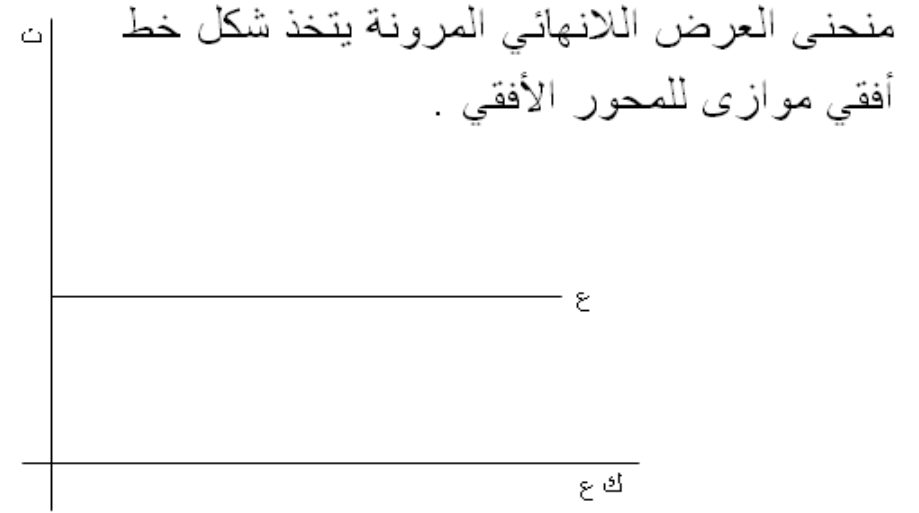 منحنى العرض اللانهائي المرونة يتخذ شكل خط
أفقي موازى للمحور الأفقي .
ث
ع
ك ع